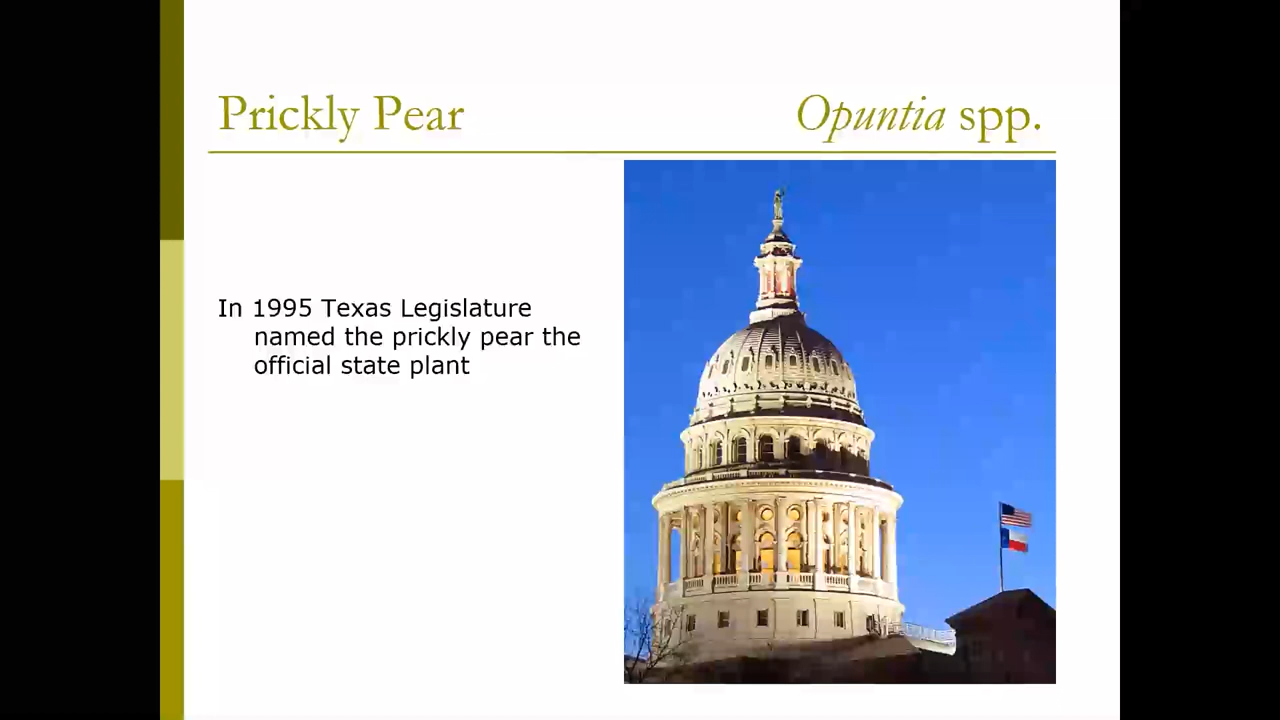 Prickly Pear Opuntia spp.
In 1995 Texas Legislature
named the prickly pear the
official state plant